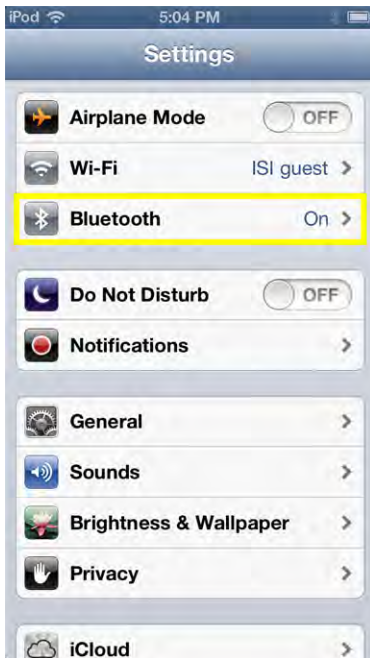 iPod 5:04 PM
Settings
Airplane Mode OFF
Wi-Fi ISI guest
Bluetooth On
Do Not Disturb OFF
Notifications
General
Sounds
Brightness & Wallpaper
Privacy
iCloud